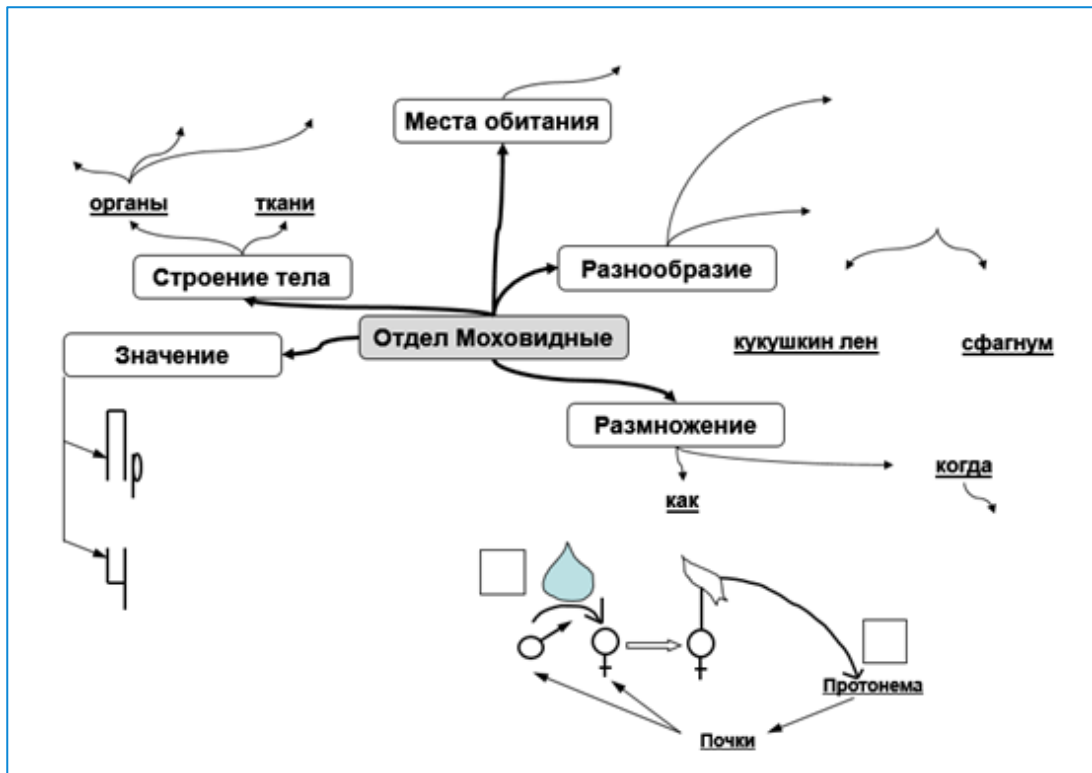 Места обитания
органы
ткани
Строение тела
Разнообразие
Отдел Моховидные
Значение
кукушкин лен
сфагнум
Размножение
когда
как
Протонема
Почки